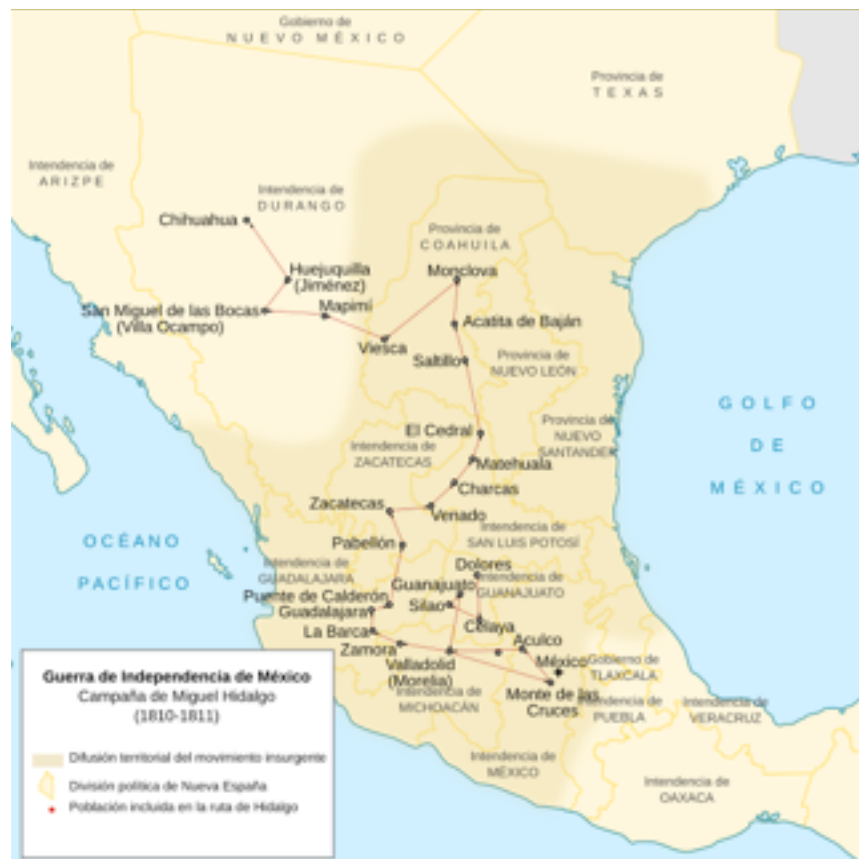 Gobierno de
NUEVO MÉXICO
Provincia de
TEXAS
Intendencia de
ARIZPE
Intendencia de
DURANGO
Chihuahua
Provincia de
COAHUILA
Monclova
Huejuquilla
(Jiménez)
San Miguel de las Bocas
(Villa Ocampo)
Mapimí
Acatita de Baján
Viesca
Saltillo
Provincia de
NUEVO LEÓN
GOLFO
DE
MÉXICO
El Cedral
Provincia de
NUEVO
SANTANDER
Intendencia de
ZACATECAS
Matehuala
Charcas
Zacatecas
Venado
Intendencia de
SAN LUIS POTOSÍ
OCÉANO
PACÍFICO
Pabellón
Intendencia de
GUADALAJARA
Dolores
Guanajuato
Intendencia de
GUANAJUATO
Puente de Calderón
Silao
Guadalajara
Celaya
La Barca
Aculco
Zamora
Valladolid
(Morelia)
México
Gobierno de
TLAXCALA
Monte de las
Cruces
Intendencia de
MICHOACÁN
Intendencia de
PUEBLA
Intendencia de
VERACRUZ
Intendencia de
MÉXICO
Intendencia de
OAXACA
Guerra de Independencia de México
Campaña de Miguel Hidalgo
(1810-1811)
Difusión territorial del movimiento insurgente
División política de Nueva España
Población incluida en la ruta de Hidalgo